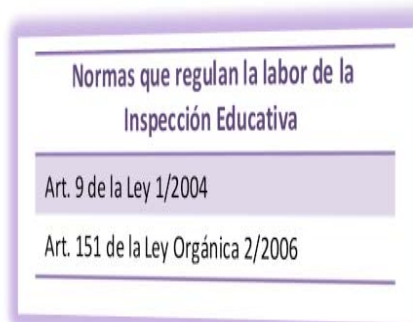 Normas que regulan la labor de la
Inspección Educativa
Art. 9 de la Ley 1/2004
Art. 151 de la Ley Orgánica 2/2006